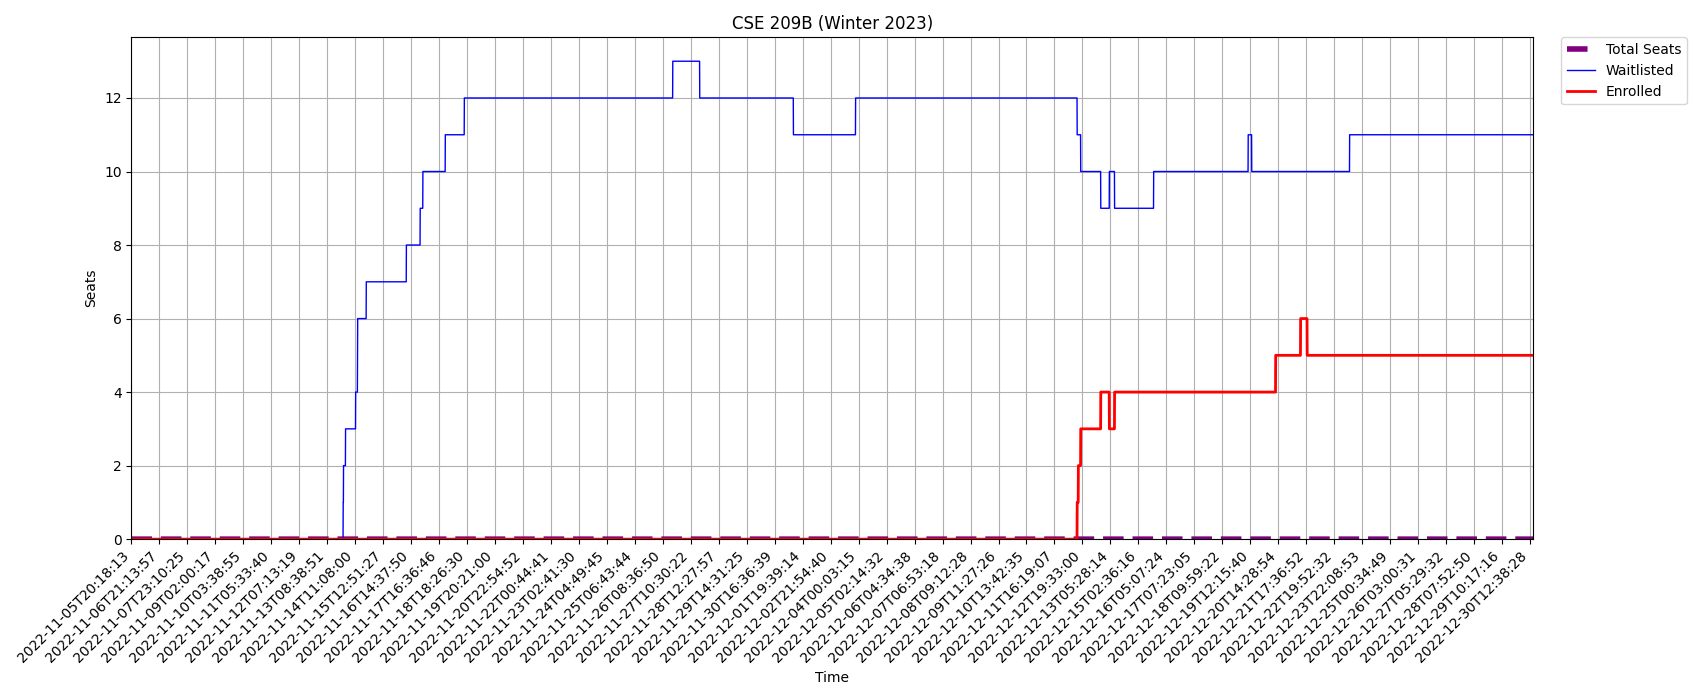 CSE 209B (Winter 2023)
Total Seats
Waitlisted
Enrolled
Seats
12
10
8
6
4
2
0
2022-11-05T20:18:13
2022-11-06T21:13:57
2022-11-07T23:10:25
2022-11-09T02:00:17
2022-11-10T03:38:55
2022-11-11T05:33:40
2022-11-12T07:13:19
2022-11-13T08:38:51
2022-11-14T11:08:00
2022-11-15T12:51:27
2022-11-16T14:37:50
2022-11-17T16:36:46
2022-11-18T18:26:30
2022-11-19T20:21:00
2022-11-20T22:54:52
2022-11-22T00:44:41
2022-11-23T02:41:30
2022-11-24T04:49:45
2022-11-25T06:43:44
2022-11-26T08:36:50
2022-11-27T10:30:22
2022-11-28T12:27:57
2022-11-29T14:31:25
2022-11-30T16:36:39
2022-12-01T19:39:14
2022-12-02T21:54:40
2022-12-04T00:03:15
2022-12-05T02:14:32
2022-12-06T04:34:38
2022-12-07T06:53:18
2022-12-08T09:12:28
2022-12-09T11:27:26
2022-12-10T13:42:35
2022-12-11T16:19:07
2022-12-12T19:33:00
2022-12-13T05:28:14
2022-12-15T02:36:16
2022-12-16T05:07:24
2022-12-17T07:23:05
2022-12-18T09:59:22
2022-12-19T12:15:40
2022-12-20T14:28:54
2022-12-21T17:36:52
2022-12-22T19:52:32
2022-12-23T22:08:53
2022-12-25T00:34:49
2022-12-26T03:00:31
2022-12-27T05:29:32
2022-12-28T07:52:50
2022-12-29T10:17:16
2022-12-30T12:38:28
Time